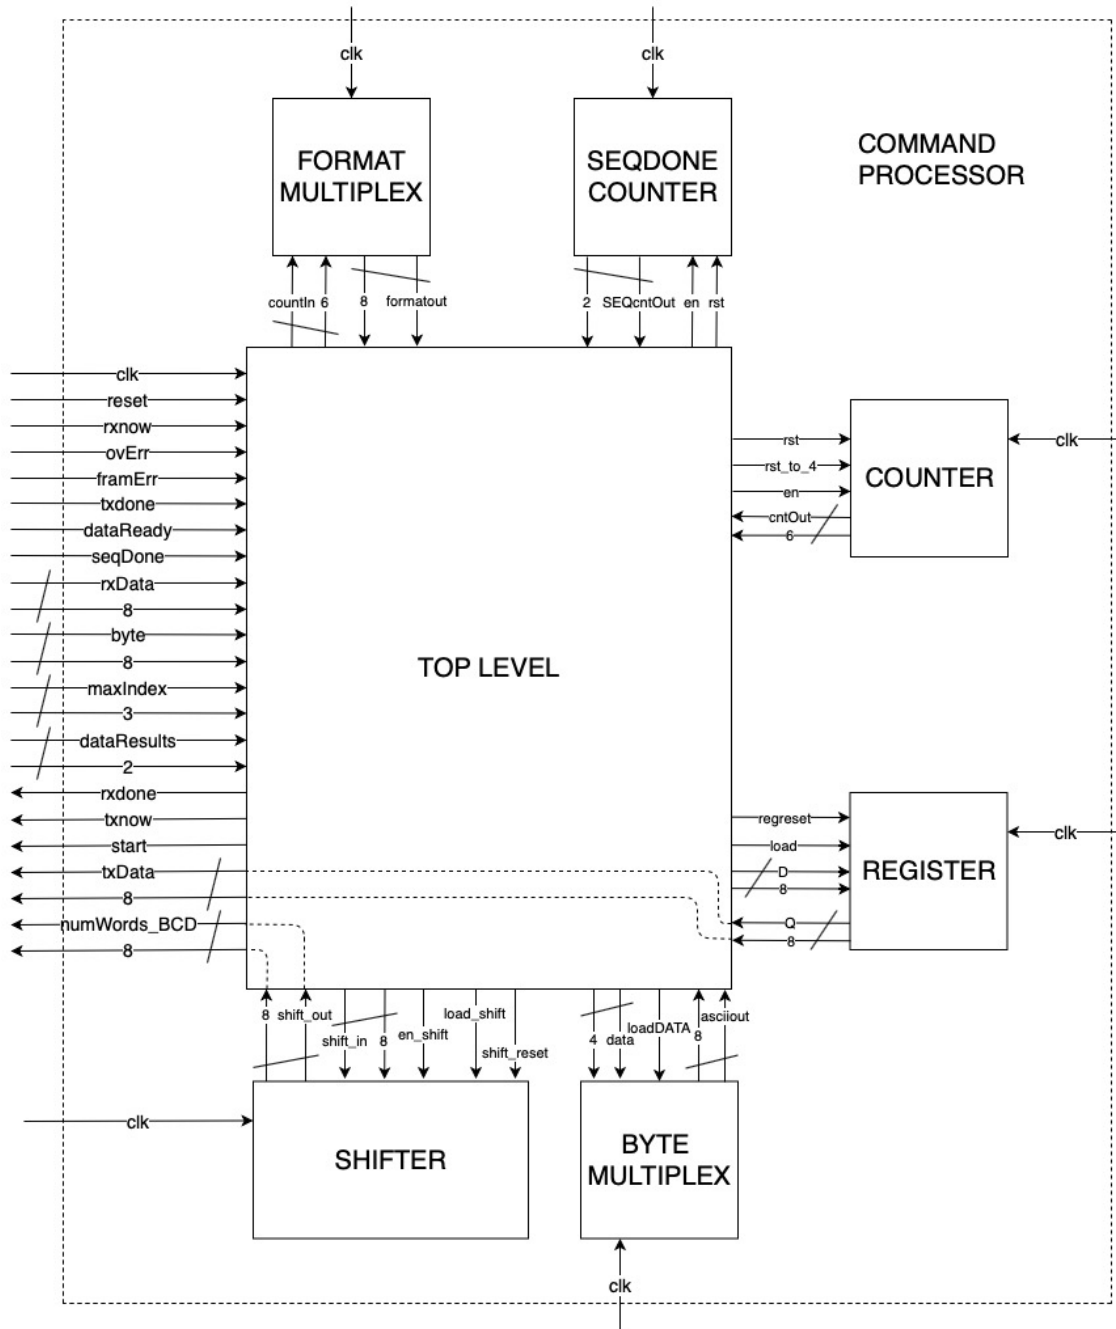 clk
clk
FORMAT
MULTIPLEX
SEQDONE
COUNTER
COMMAND
PROCESSOR
countIn 6 8 formatout
2 SEQcntOut en rst
clk
reset
rxnow
ovErr
framErr
txdone
dataReady
seqDone
rxData
8
byte
8
maxIndex
3
dataResults
2
rxdone
txnow
start
txData
8
numWords_BCD
8
TOP LEVEL
rst
rst_to_4
en
cntOut
6
COUNTER
clk
regreset
load
D
8
Q
8
REGISTER
clk
8 shift_out shift_in 8 en_shift load_shift shift_reset
4 data loadDATA 8 asciiout
clk
SHIFTER
BYTE
MULTIPLEX
clk